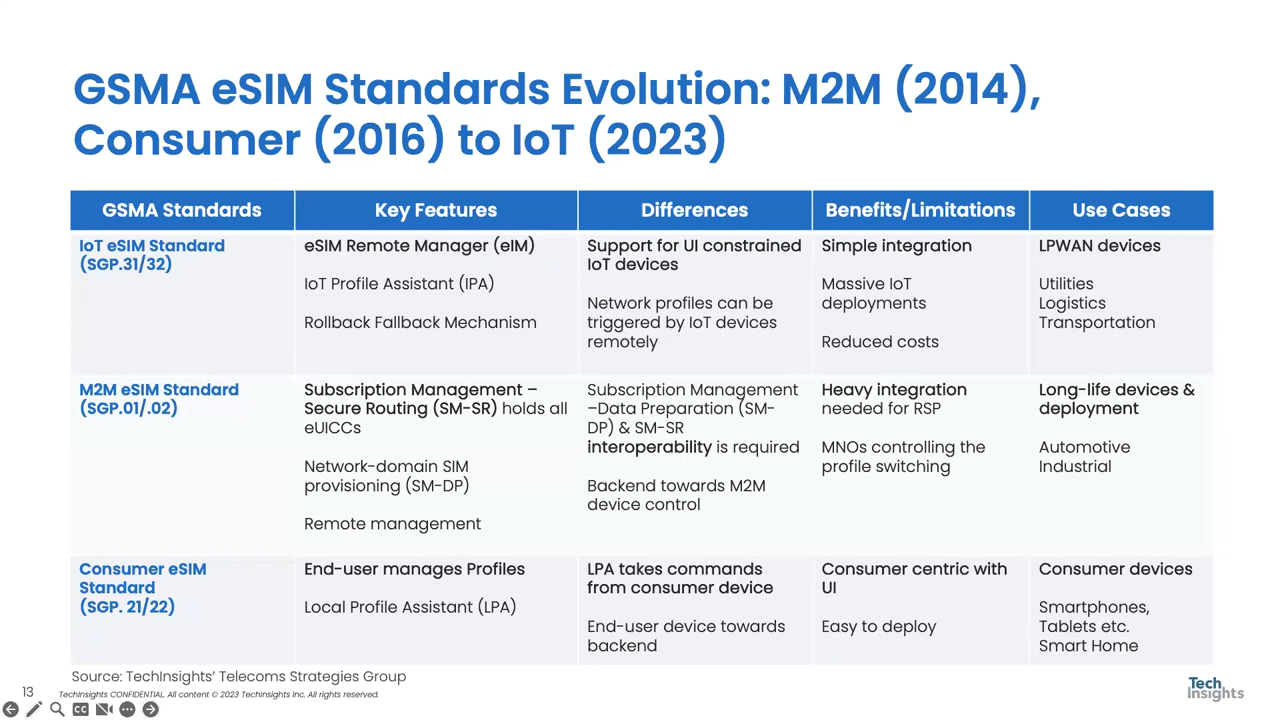 GSMA eSIM Standards Evolution: M2M (2014),
Consumer (2016) to IoT (2023)
GSMA Standards
Key Features
Differences
Benefits/Limitations
Use Cases
IoT eSIM Standard
(SGP.31/32)
eSIM Remote Manager (eIM)
IoT Profile Assistant (IPA)
Rollback Fallback Mechanism
Support for UI constrained
IoT devices
Network profiles can be
triggered by IoT devices
remotely
Simple integration
Massive IoT
deployments
Reduced costs
LPWAN devices
Utilities
Logistics
Transportation
M2M eSIM Standard
(SGP.01/.02)
Subscription Management –
Secure Routing (SM-SR) holds all
eUICCs
Network-domain SIM
provisioning (SM-DP)
Remote management
Subscription Management
–Data Preparation (SM-
DP) & SM-SR
interoperability is required
Backend towards M2M
device control
Heavy integration
needed for RSP
MNOs controlling the
profile switching
Long-life devices &
deployment
Automotive
Industrial
Consumer eSIM
Standard
(SGP. 21/22)
End-user manages Profiles
Local Profile Assistant (LPA)
LPA takes commands
from consumer device
End-user device towards
backend
Consumer centric with
UI
Easy to deploy
Consumer devices
Smartphones,
Tablets etc.
Smart Home
Source: TechInsights’ Telecoms Strategies Group
13
TechInsights CONFIDENTIAL. All content © 2023 TechInsights Inc. All rights reserved.
CC
Tech
Insights